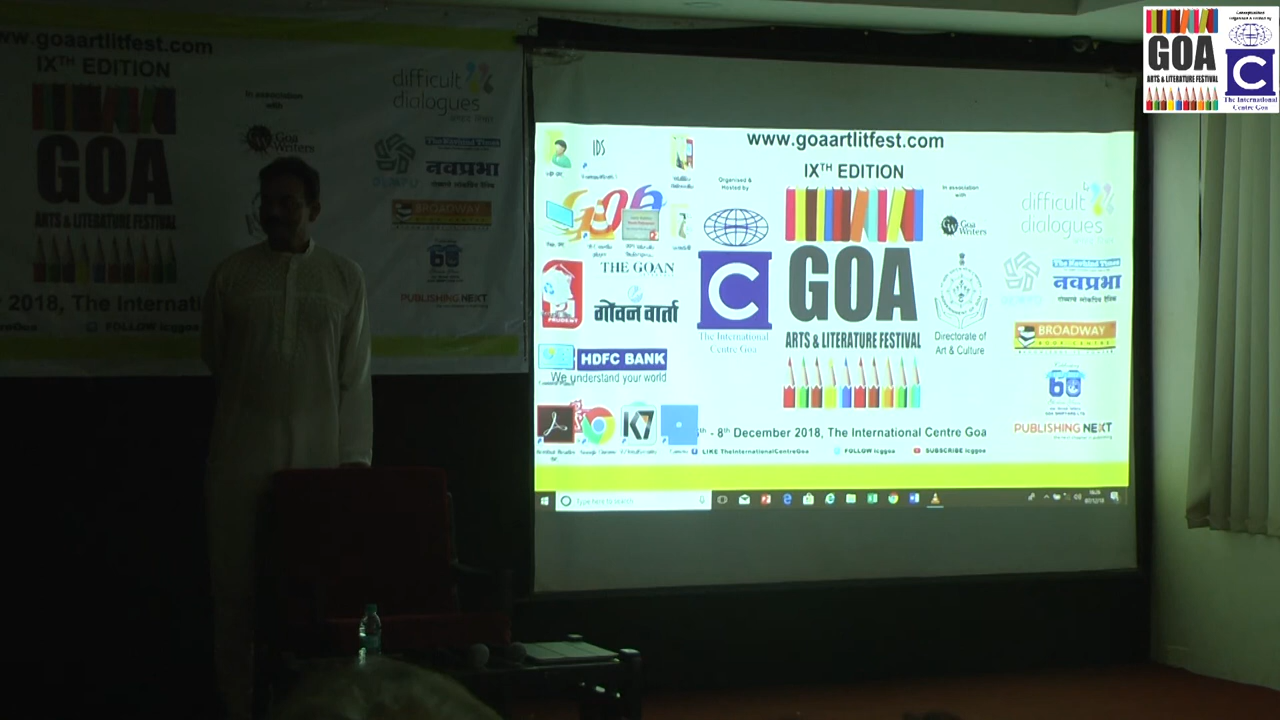 www.goaartlitfest.com
IXTH EDITION
difficult
dialogues
In association
with
Goa
Writers
GOA
ARTS & LITERATURE FESTIVAL
नवप्रभा
BROADWAY
PUBLISHING NEXT
2018, The Internati
FOLLOW icggoa
www.goaartlitfest.com
IXTH EDITION
IDS
Organised &
Hosted by
In association
with
difficult
dialogues
Goa
Writers
THE GOAN
गोंवन वार्ता
PRUDENT
C
GOA
ARTS & LITERATURE FESTIVAL
The International
Centre Goa
Directorate of
Art & Culture
The Navhind Times
नवप्रभा
BROADWAY
BOOK CENTRE
HDFC BANK
We understand your world
K7
PUBLISHING NEXT
- 8th December 2018, The International Centre Goa
LIKE TheInternationalCentreGoa
FOLLOW icggoa
SUBSCRIBE icggoa
Type here to search
GOA
ARTS & LITERATURE FESTIVAL
C
The International
Centre Goa